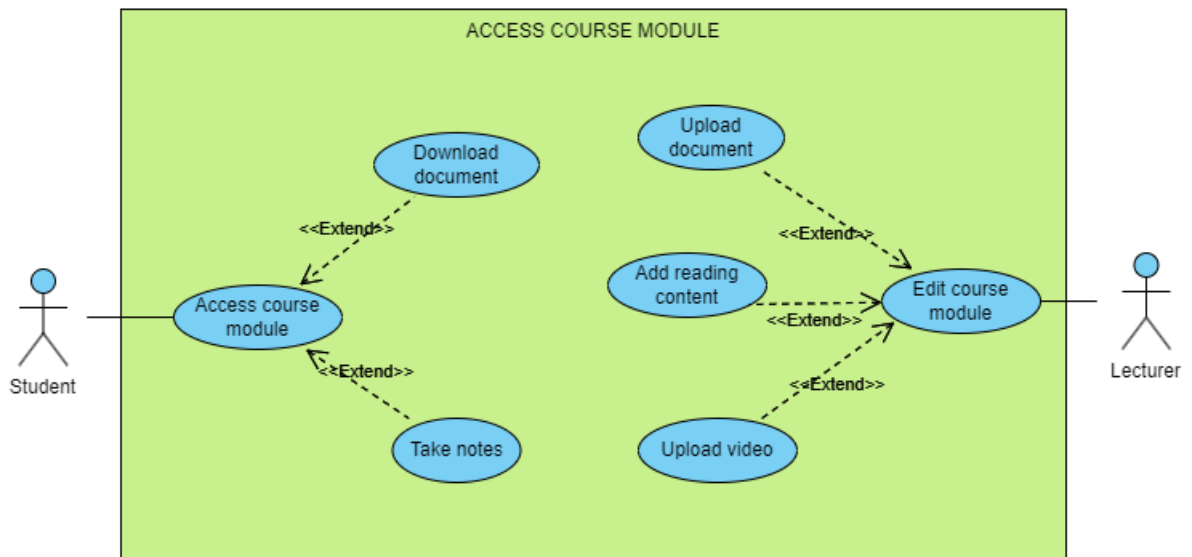 ACCESS COURSE MODULE
Download
document
Upload
document
<<Extend>>
<<Extend>>
Add reading
content
Access course
module
Edit course
module
<<Extend>>
Student
Lecturer
<<Extend>>
<<Extend>>
Take notes
Upload video